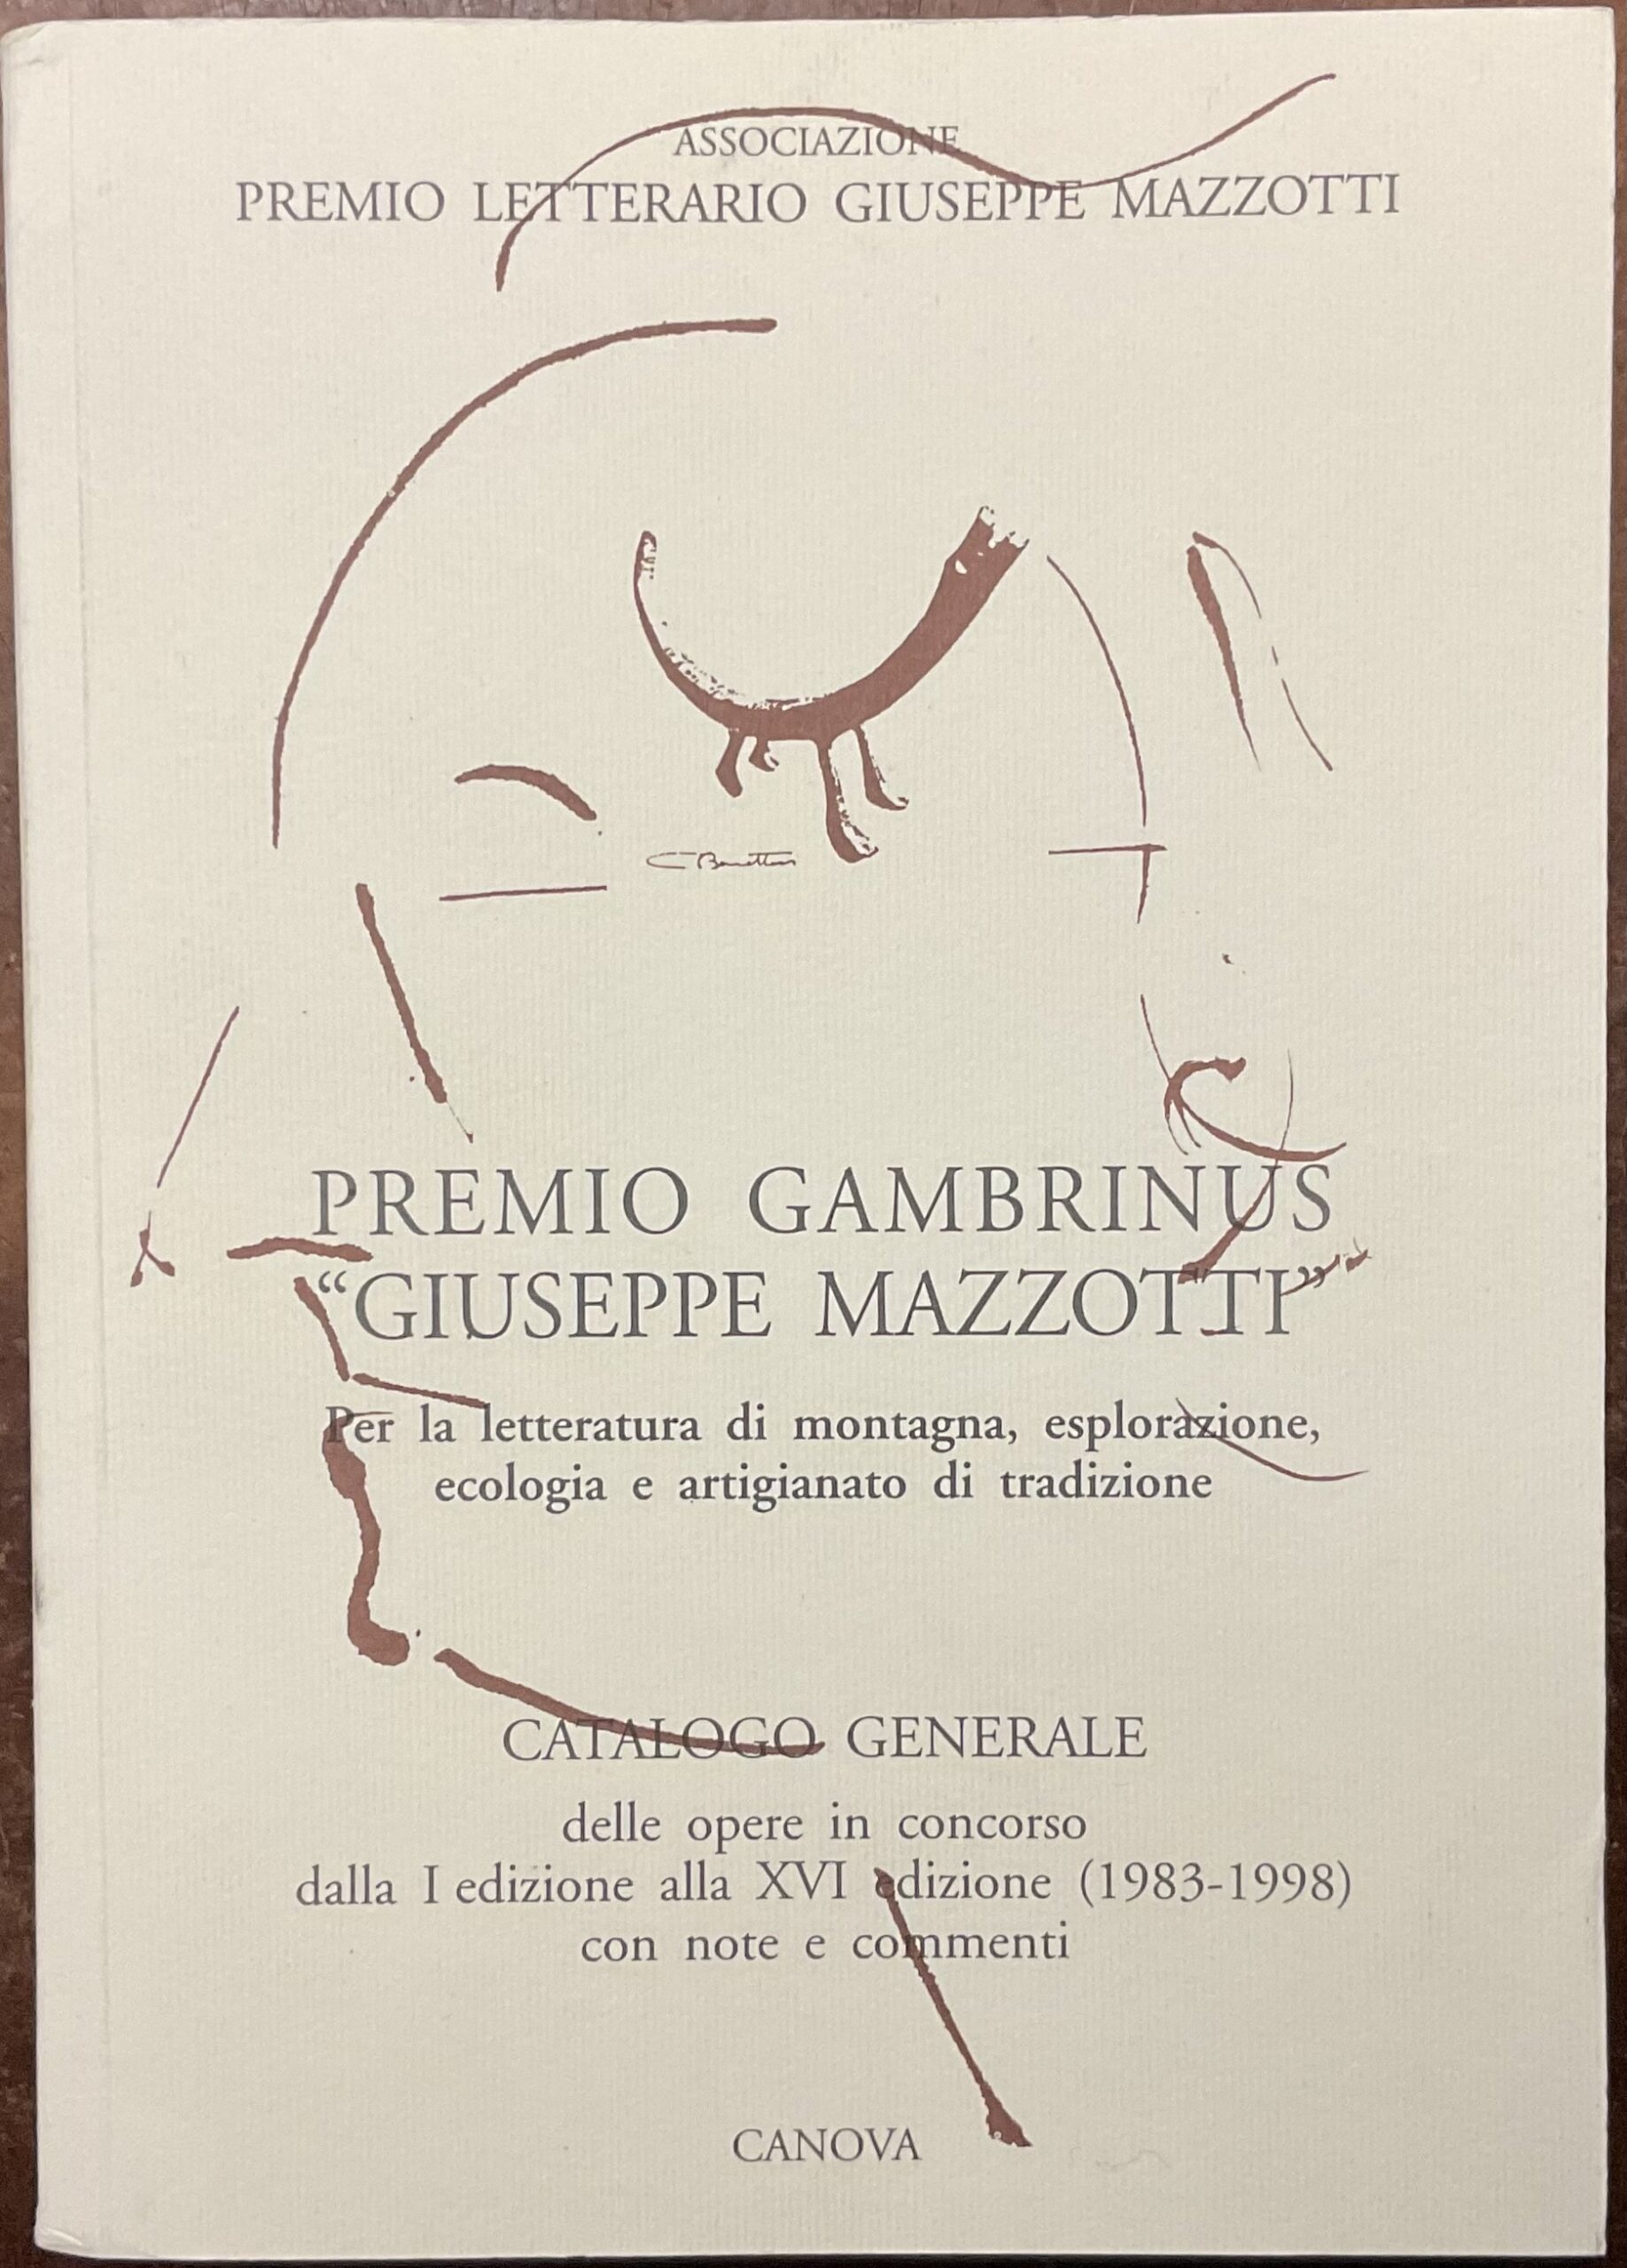 ASSOCIAZIONE
PREMIO LETTERARIO GIUSEPPE MAZZOTTI
PREMIO GAMBRINUS
“GIUSEPPE MAZZOTTI”
Per la letteratura di montagna, esplorazione,
ecologia e artigianato di tradizione
CATALOGO GENERALE
delle opere in concorso
dalla I edizione alla XVI edizione (1983-1998)
con note e commenti
CANOVA